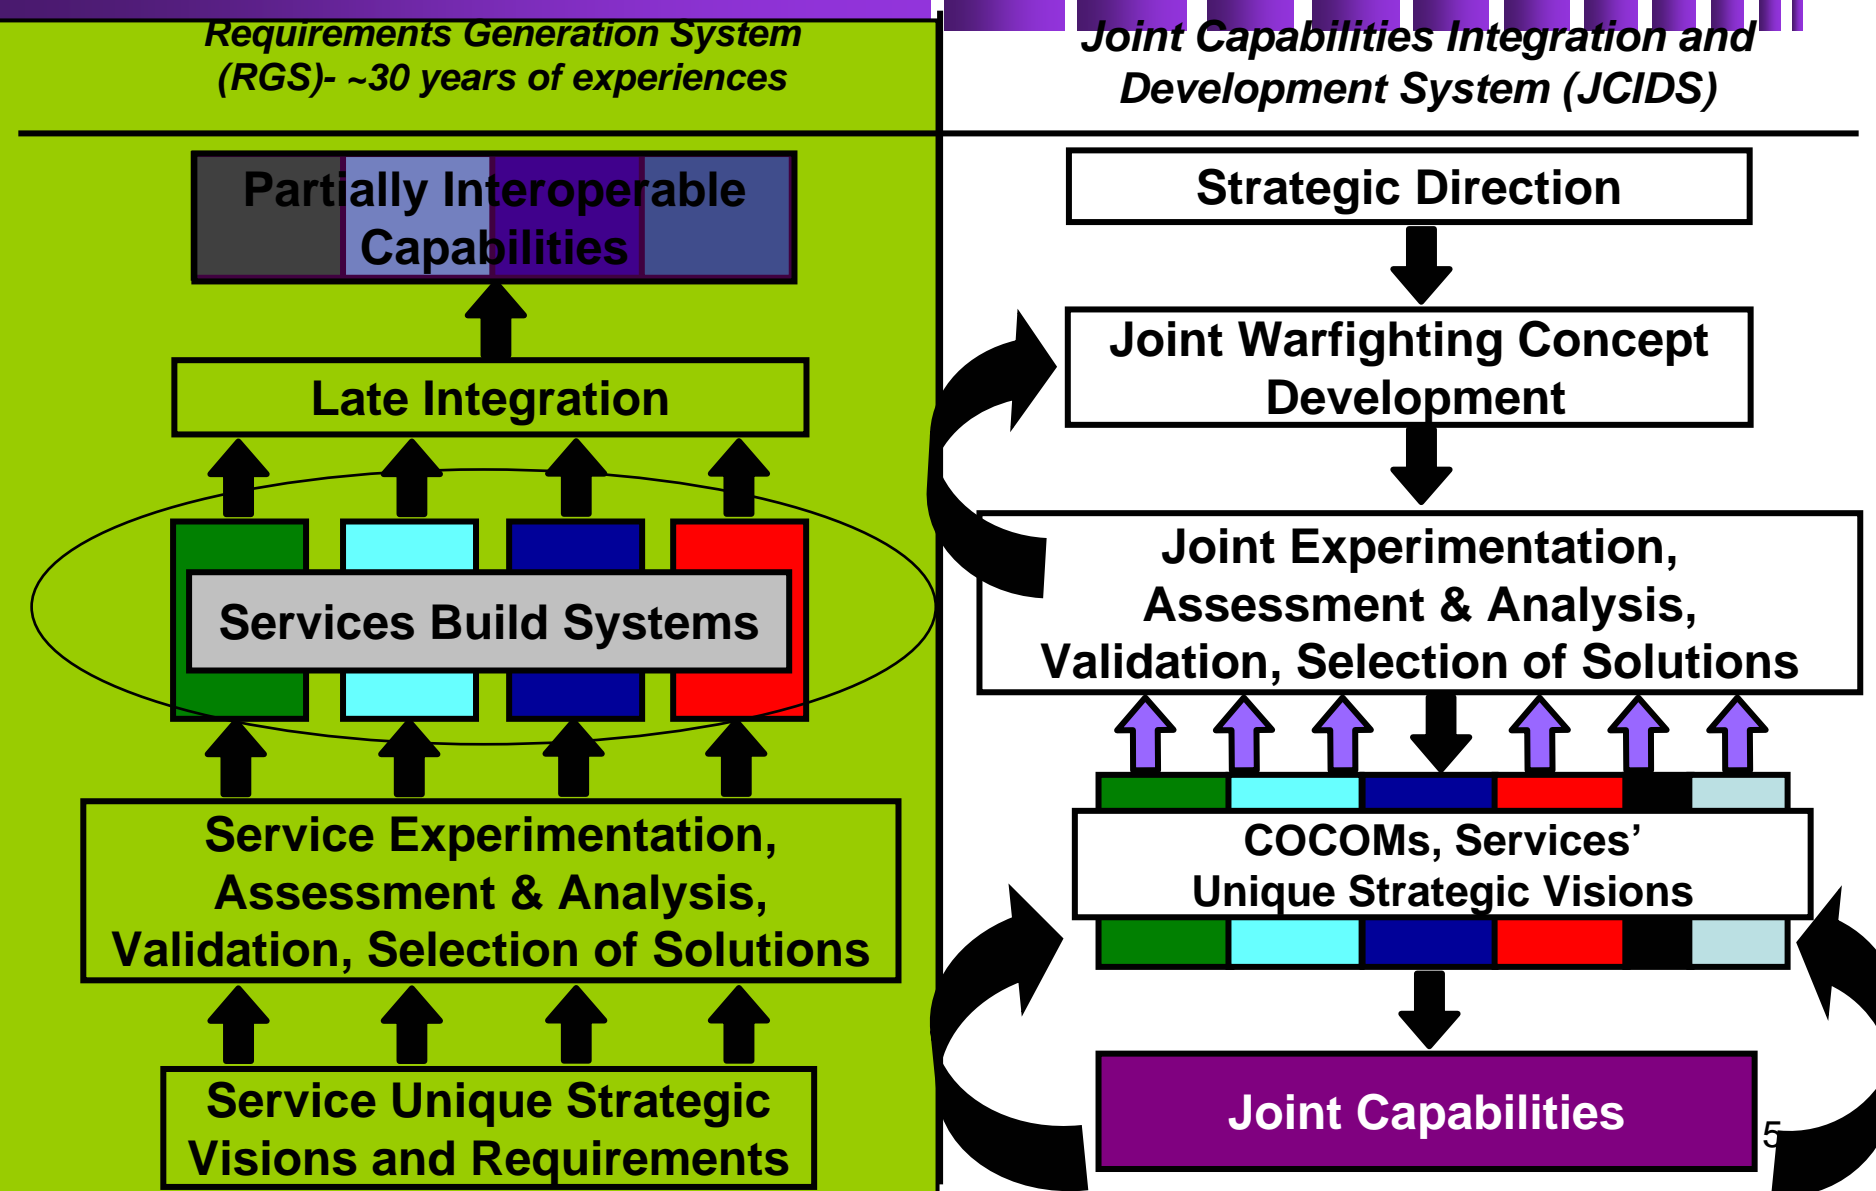 Requirements Generation System
(RGS)- ~30 years of experiences
Partially Interoperable
Capabilities
Late Integration
Services Build Systems
Service Experimentation,
Assessment & Analysis,
Validation, Selection of Solutions
Service Unique Strategic
Visions and Requirements
Joint Capabilities Integration and
Development System (JCIDS)
Strategic Direction
Joint Warfighting Concept
Development
Joint Experimentation,
Assessment & Analysis,
Validation, Selection of Solutions
COCOMs, Services’
Unique Strategic Visions
Joint Capabilities
5